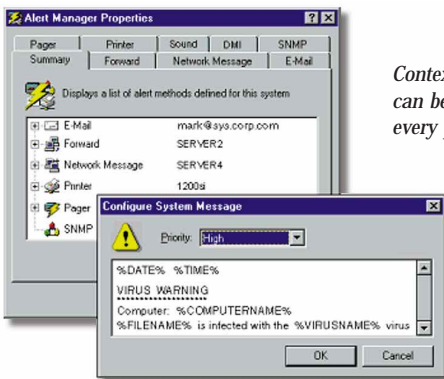 Alert Manager Properties
Pager Printer Sound DMI SNMP
Summary Forward Network Message E-Mail
Displays a list of alert methods defined for this system
E-Mail mark@sys.corp.com
Forward SERVER2
Network Message SERVER4
Printer 1200si
Pager
SNMP
Configure System Message
Priority: High
%DATE% %TIME%
VIRUS WARNING
Computer: %COMPUTERNAME%
%FILENAME% is infected with the %VIRUSNAME% virus
OK Cancel
can be
every